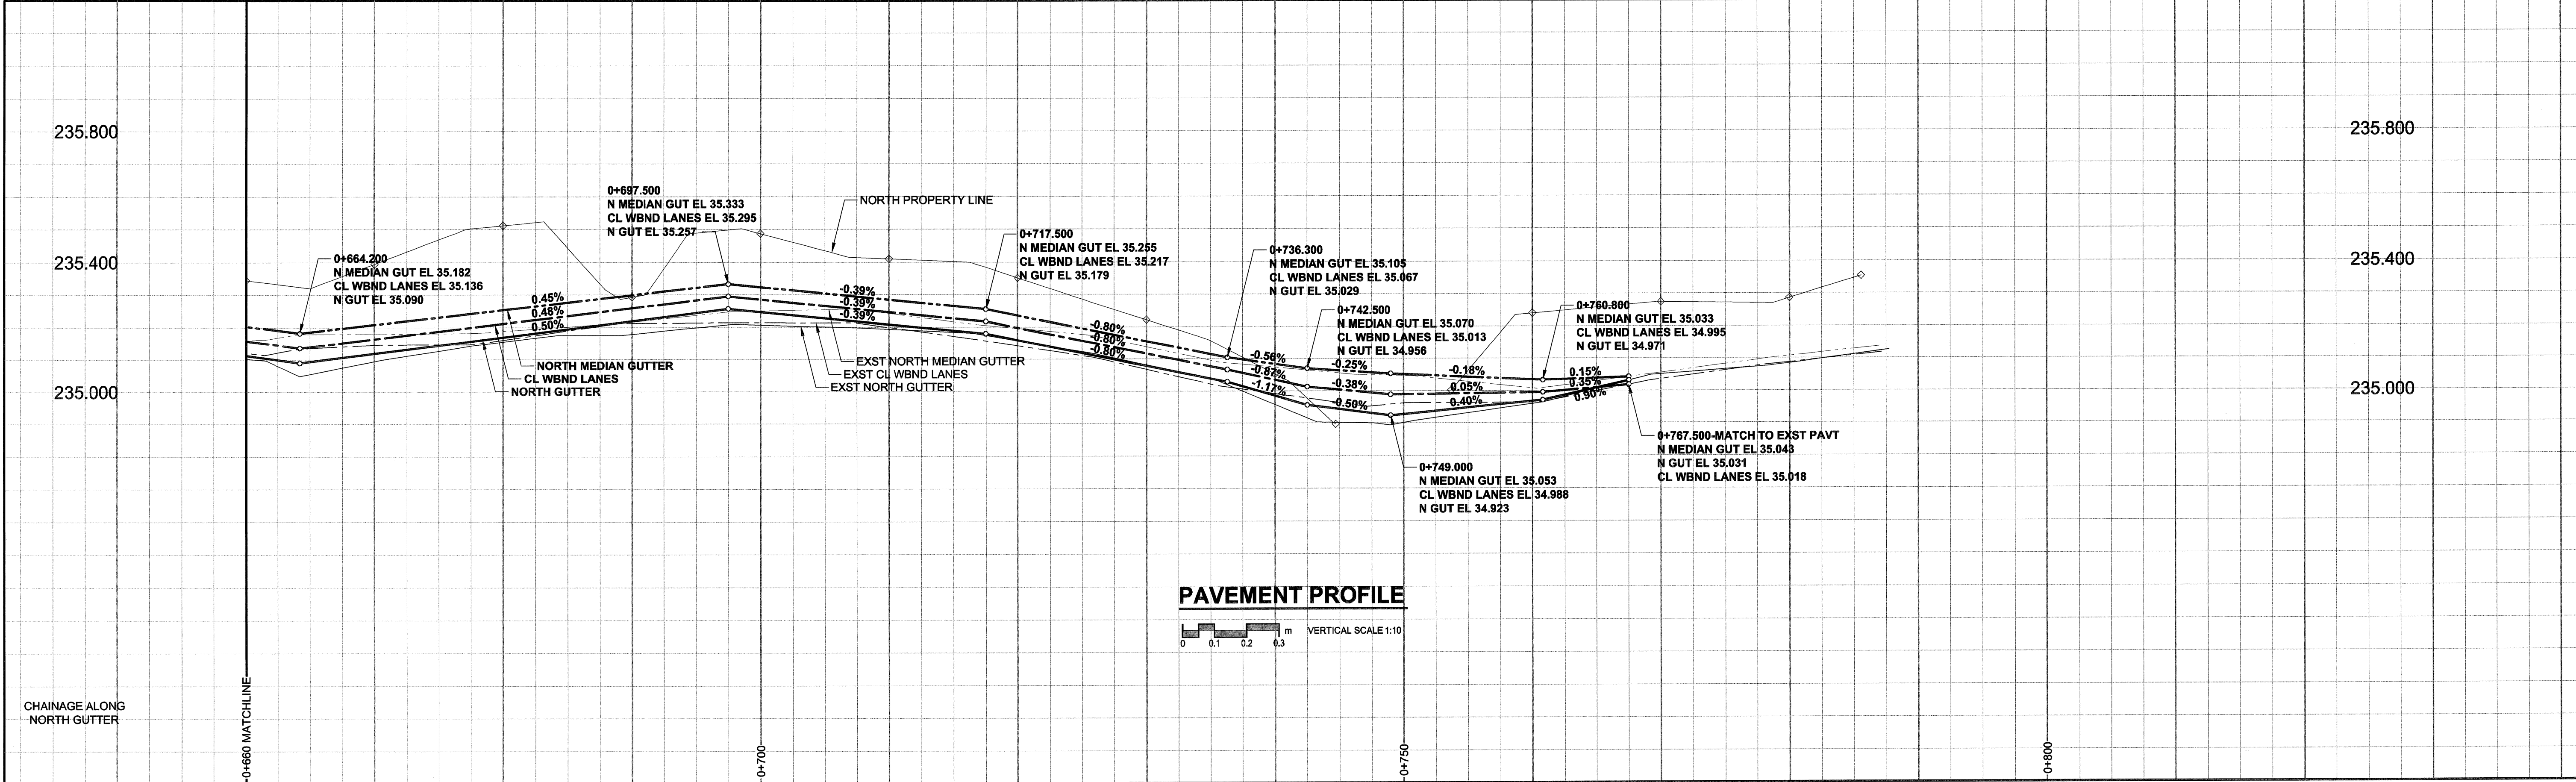 235.800
235.800
0+697.500
N MEDIAN GUT EL 35.333
CL WBND LANES EL 35.295
N GUT EL 35.257
NORTH PROPERTY LINE
0+717.500
N MEDIAN GUT EL 35.255
CL WBND LANES EL 35.217
N GUT EL 35.179
235.400
0+664.200
N MEDIAN GUT EL 35.182
CL WBND LANES EL 35.136
N GUT EL 35.090
0+736.300
N MEDIAN GUT EL 35.105
CL WBND LANES EL 35.067
N GUT EL 35.029
235.400
0.45%
0.48%
0.50%
-0.39%
-0.39%
-0.39%
0+742.500
N MEDIAN GUT EL 35.070
CL WBND LANES EL 35.013
N GUT EL 34.956
0+760.800
N MEDIAN GUT EL 35.033
CL WBND LANES EL 34.995
N GUT EL 34.971
-0.80%
-0.80%
-0.80%
-0.56%
-0.87%
-1.17%
-0.25%
-0.38%
-0.50%
-0.18%
0.05%
0.40%
0.15%
0.35%
0.90%
235.000
NORTH MEDIAN GUTTER
CL WBND LANES
NORTH GUTTER
EXST NORTH MEDIAN GUTTER
EXST CL WBND LANES
EXST NORTH GUTTER
235.000
0+767.500-MATCH TO EXST PAVT
N MEDIAN GUT EL 35.043
N GUT EL 35.031
CL WBND LANES EL 35.018
0+749.000
N MEDIAN GUT EL 35.053
CL WBND LANES EL 34.988
N GUT EL 34.923
PAVEMENT PROFILE
0 0.1 0.2 0.3 m VERTICAL SCALE 1:10
CHAINAGE ALONG
NORTH GUTTER
0+660 MATCHLINE
0+700
0+750
0+800